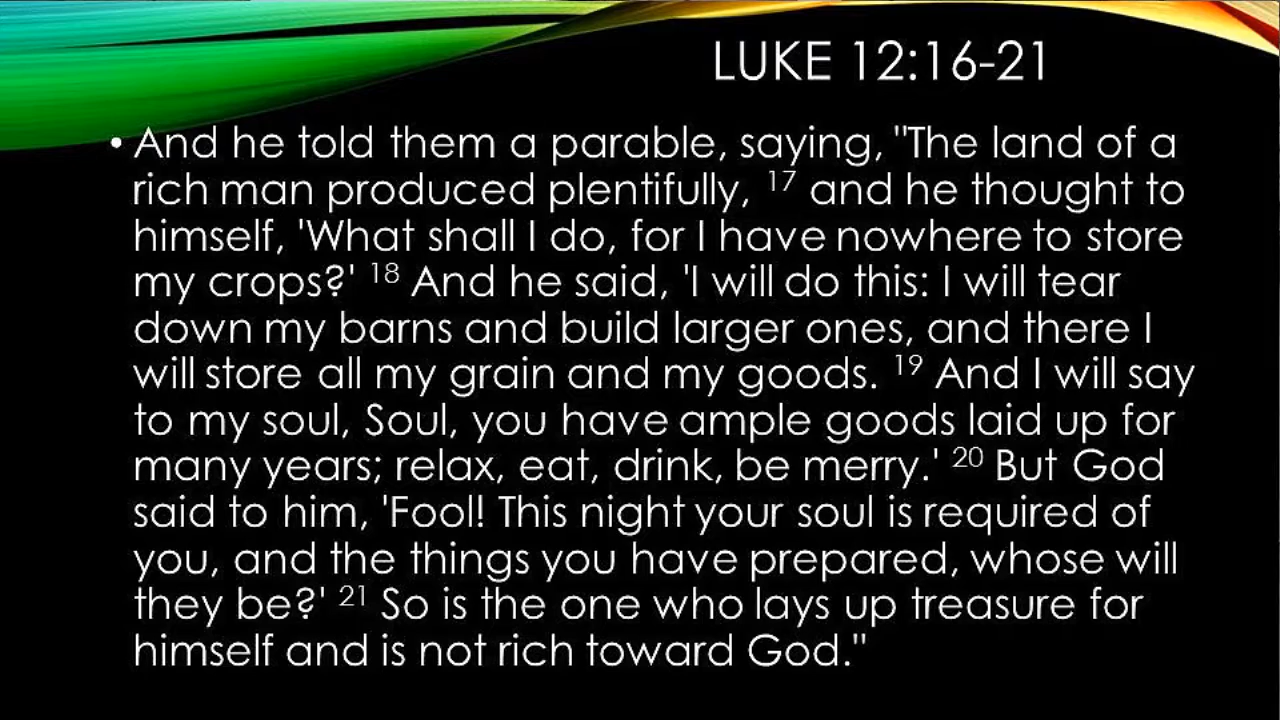 LUKE 12:16-21
• And he told them a parable, saying, "The land of a
rich man produced plentifully, 17 and he thought to
himself, 'What shall I do, for I have nowhere to store
my crops?' 18 And he said, 'I will do this: I will tear
down my barns and build larger ones, and there I
will store all my grain and my goods. 19 And I will say
to my soul, Soul, you have ample goods laid up for
many years; relax, eat, drink, be merry.' 20 But God
said to him, 'Fool! This night your soul is required of
you, and the things you have prepared, whose will
they be?' 21 So is the one who lays up treasure for
himself and is not rich toward God."